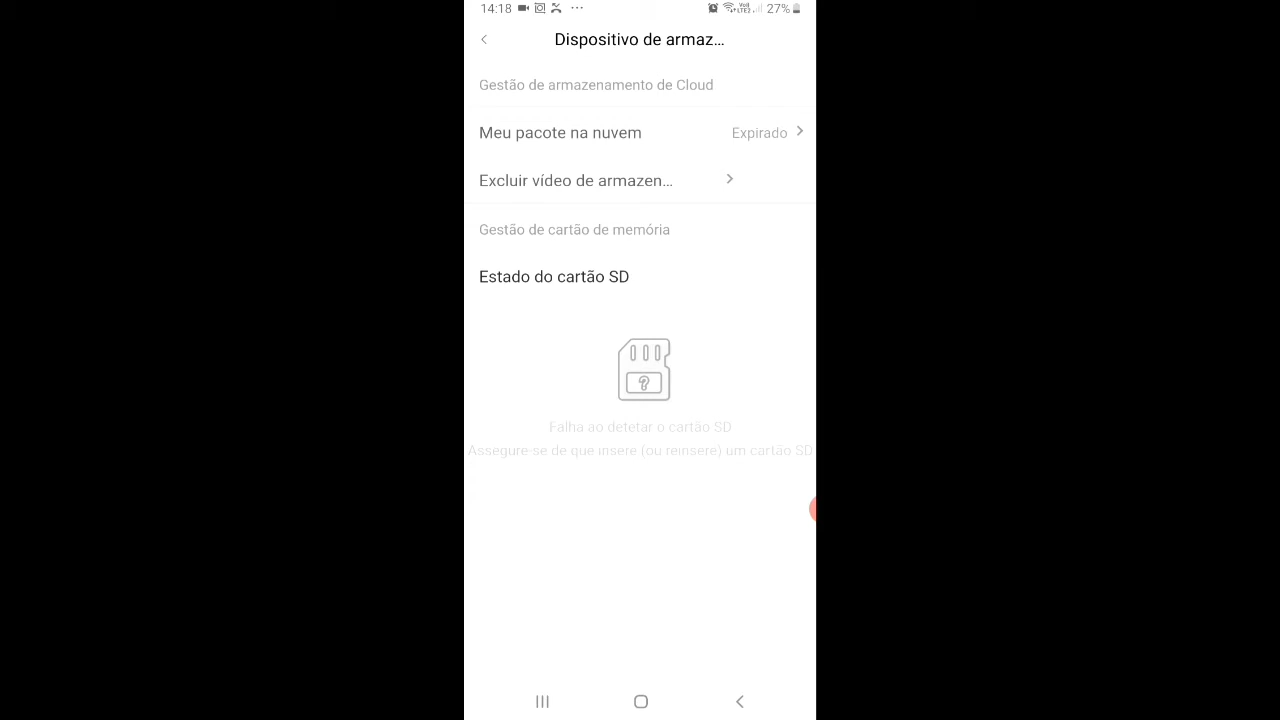 14:18 ... Vo) LTE2 27%
Dispositivo de armaz...
Gestão de armazenamento de Cloud
Meu pacote na nuvem Expirado
Excluir vídeo de armazen...
Gestão de cartão de memória
Estado do cartão SD
?
Falha ao detetar o cartão SD
Assegure-se de que insere (ou reinsere) um cartão SD